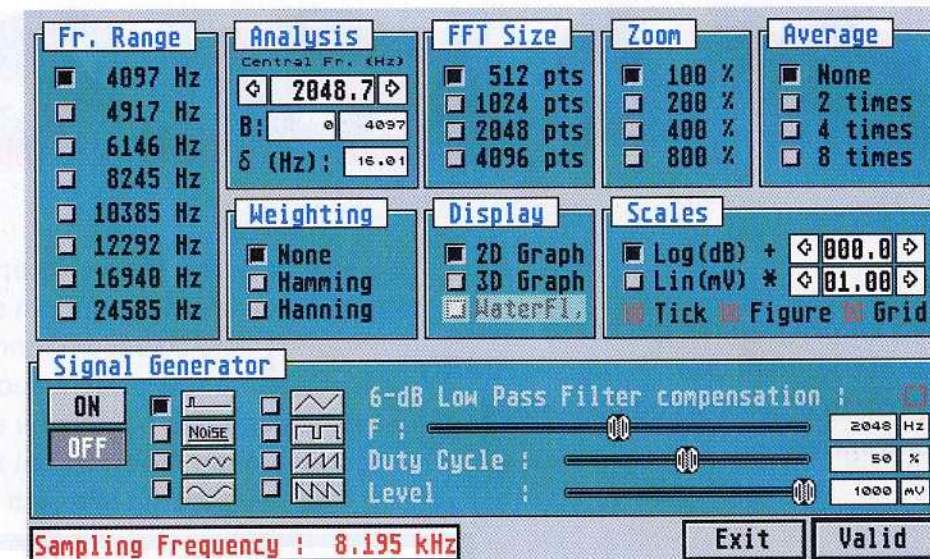 Fr. Range
4097 Hz
4917 Hz
6146 Hz
8245 Hz
10385 Hz
12292 Hz
16940 Hz
24585 Hz
Analysis
Central Fr. (Hz)
2048.7
B: 0 4097
δ (Hz): 16.01
FFT Size
512 pts
1024 pts
2048 pts
4096 pts
Zoom
100 %
200 %
400 %
800 %
Average
None
2 times
4 times
8 times
Weighting
None
Hamming
Hanning
Display
2D Graph
3D Graph
WaterFl.
Scales
Log(dB) + 000.0
Lin(mV) * 01.00
Tick Figure Grid
Signal Generator
ON
OFF
NOISE
6-dB Low Pass Filter compensation :
F : 2048 Hz
Duty Cycle : 50 %
Level : 1000 mV
Sampling Frequency : 8.195 kHz
Exit
Valid